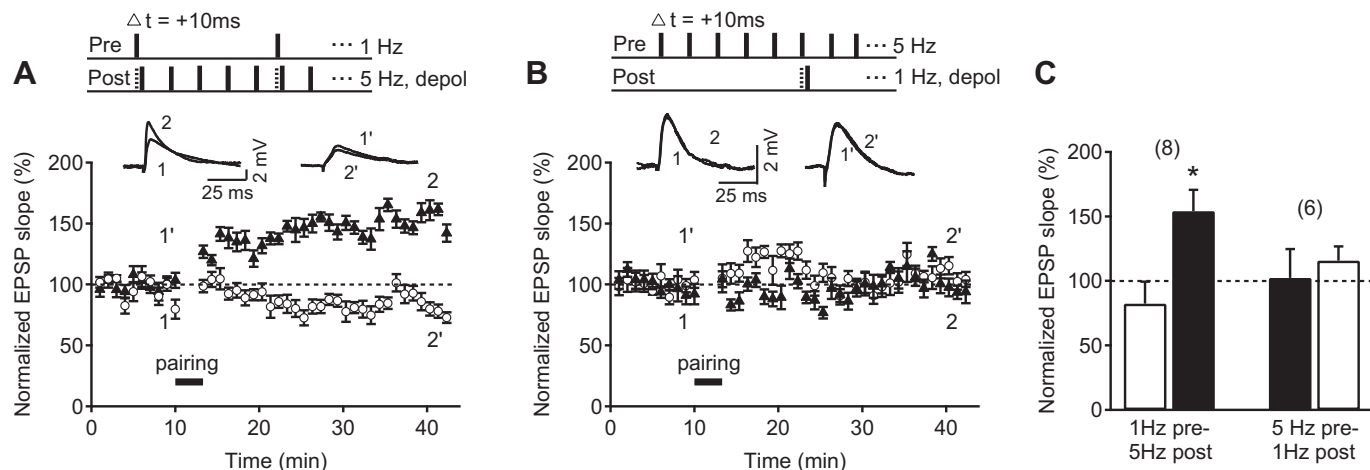 A
△ t = +10ms
Pre
··· 1 Hz
Post
··· 5 Hz, depol
2
1
25 ms
2 mV
1'
2'
Normalized EPSP slope (%)
200
150
100
50
0
1'
2
1
2'
pairing
0 10 20 30 40
Time (min)
B
△ t = +10ms
Pre
··· 5 Hz
Post
··· 1 Hz, depol
1
2
25 ms
2 mV
1'
2'
Normalized EPSP slope (%)
200
150
100
50
0
1'
2'
1
2
pairing
0 10 20 30 40
Time (min)
C
Normalized EPSP slope (%)
200
150
100
50
0
(8)
*
(6)
1Hz pre-
5Hz post
5 Hz pre-
1Hz post